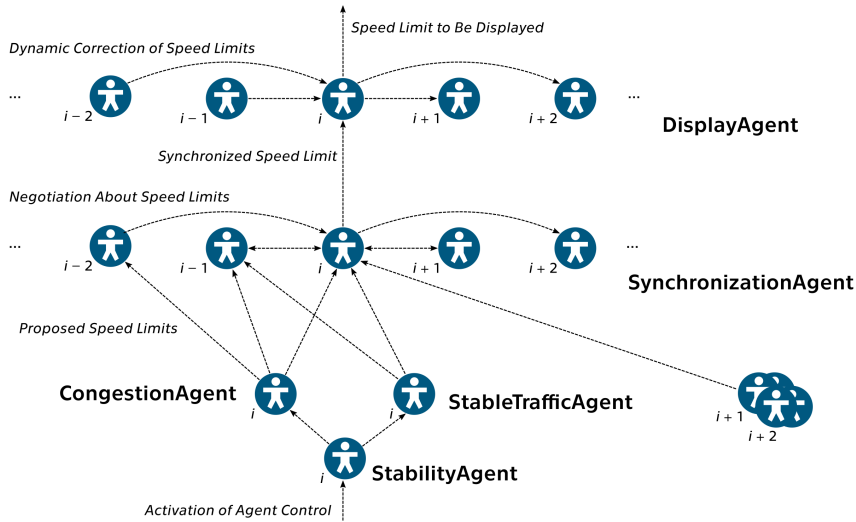 Speed Limit to Be Displayed
Dynamic Correction of Speed Limits
...
i – 2
i – 1
i
i + 1
i + 2
...
DisplayAgent
Synchronized Speed Limit
Negotiation About Speed Limits
...
i – 2
i – 1
i
i + 1
i + 2
...
SynchronizationAgent
Proposed Speed Limits
CongestionAgent
i
i
StableTrafficAgent
i + 1
i + 2
i
StabilityAgent
Activation of Agent Control